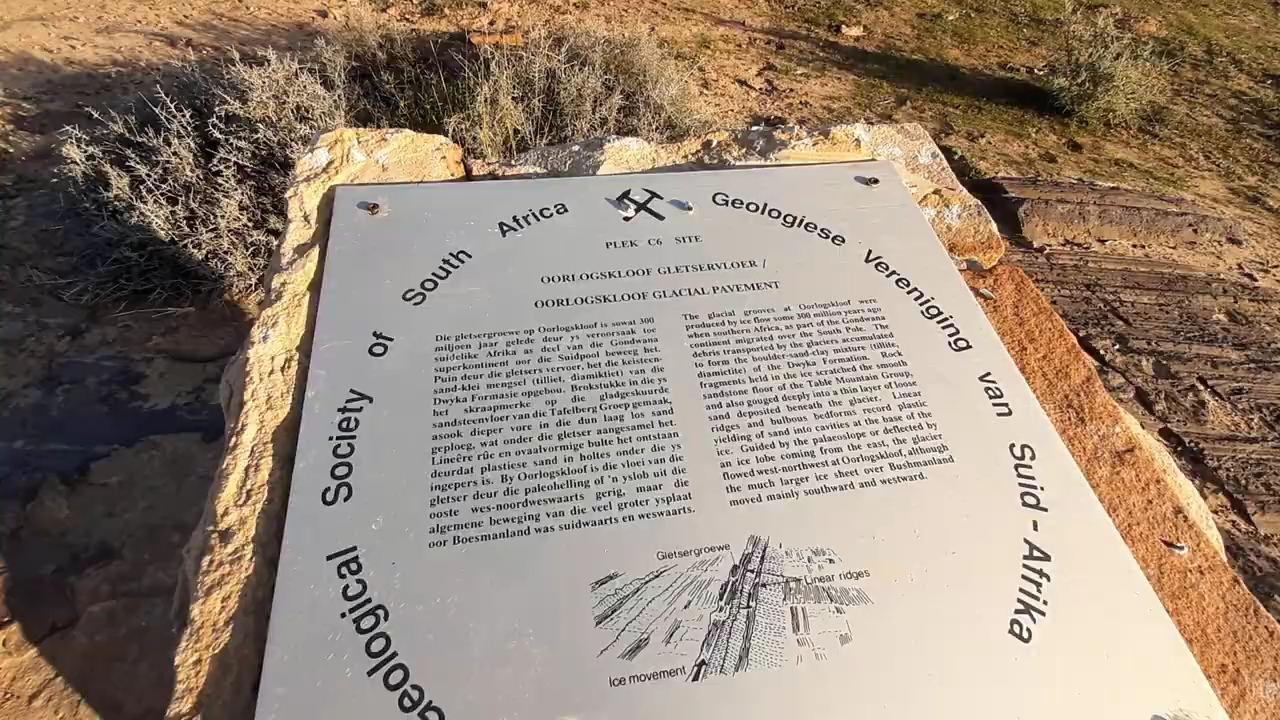 Geological Society of South Africa
Geologiese Vereniging van Suid-Afrika
PLEK C6 SITE
OORLOGSKLOOF GLETSERVLOER /
OORLOGSKLOOF GLACIAL PAVEMENT
Die gletsergroewe op Oorlogskloof is sowat 300
miljoen jaar gelede deur ys veroorsaak toe
suidelike Afrika as deel van die Gondwana
superkontinent oor die Suidpool beweeg het.
Puin deur die gletsers vervoer, het die keisteen-
sand-klei mengsel (tilliet, diamikliet) van die
Dwyka Formasie opgebou. Brokstukke in die ys
het skraapmerke op die gladgeskuurde
sandsteenvloer van die Tafelberg Groep gemaak,
asook dieper vore in die dun laag los sand
geploeg, wat onder die gletser aangesamel het.
Lineêre rûe en ovaalvormige bulte het ontstaan
deurdat plastiese sand in holtes onder die ys
ingepers is. By Oorlogskloof is die vloei van die
gletser deur die paleohelling of 'n yslob uit die
ooste wes-noordweswaarts gerig, maar die
algemene beweging van die veel groter ysplaat
oor Boesmanland was suidwaarts en weswaarts.
The glacial grooves at Oorlogskloof were
produced by ice flow some 300 million years ago
when southern Africa, as part of the Gondwana
continent migrated over the South Pole. The
debris transported by the glaciers accumulated
to form the boulder-sand-clay mixture (tillite,
diamictite) of the Dwyka Formation. Rock
fragments held in the ice scratched the smooth
sandstone floor of the Table Mountain Group
and also gouged deeply into a thin layer of loose
sand deposited beneath the glacier. Linear
ridges and bulbous bedforms record plastic
yielding of sand into cavities at the base of the
ice. Guided by the palaeoslope or deflected by
an ice lobe coming from the east, the glacier
flowed west-northwest at Oorlogskloof, although
the much larger ice sheet over Bushmanland
moved mainly southward and westward.
Gletsergroewe
Linear ridges
Ice movement